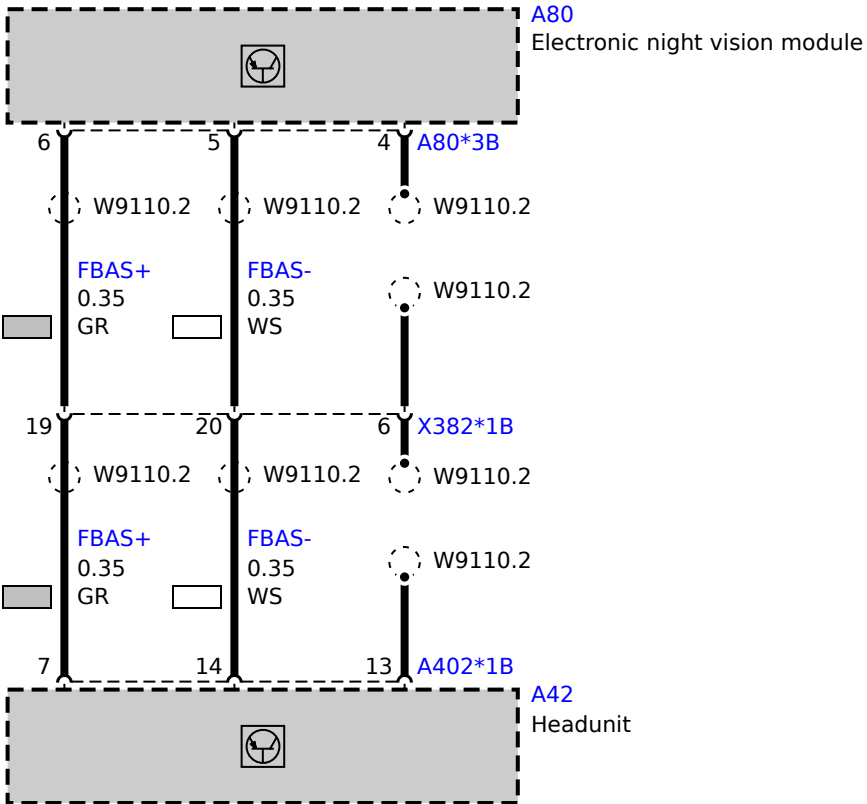 A80
Electronic night vision module
6
5
4
A80*3B
W9110.2
W9110.2
W9110.2
FBAS+
0.35
GR
FBAS-
0.35
WS
W9110.2
19
20
6
X382*1B
W9110.2
W9110.2
W9110.2
FBAS+
0.35
GR
FBAS-
0.35
WS
W9110.2
7
14
13
A402*1B
A42
Headunit